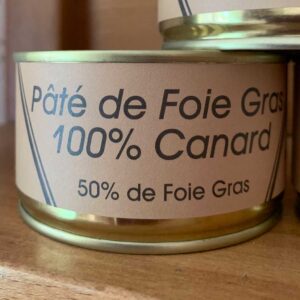 Pâté de Foie Gras
100% Canard
50% de Foie Gras